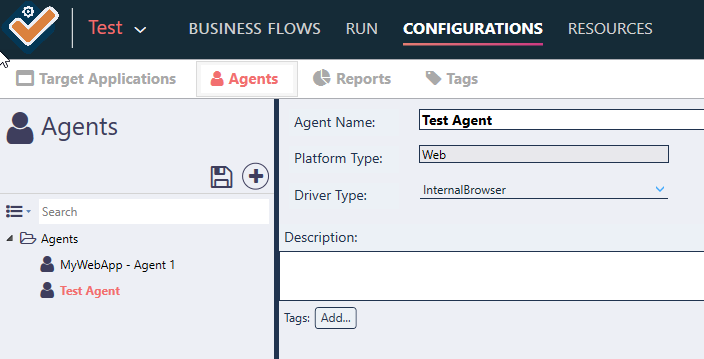 Test BUSINESS FLOWS RUN CONFIGURATIONS RESOURCES
Target Applications Agents Reports Tags
Agents
Search
Agents
MyWebApp - Agent 1
Test Agent
Agent Name: Test Agent
Platform Type: Web
Driver Type: InternalBrowser
Description:
Tags: Add...